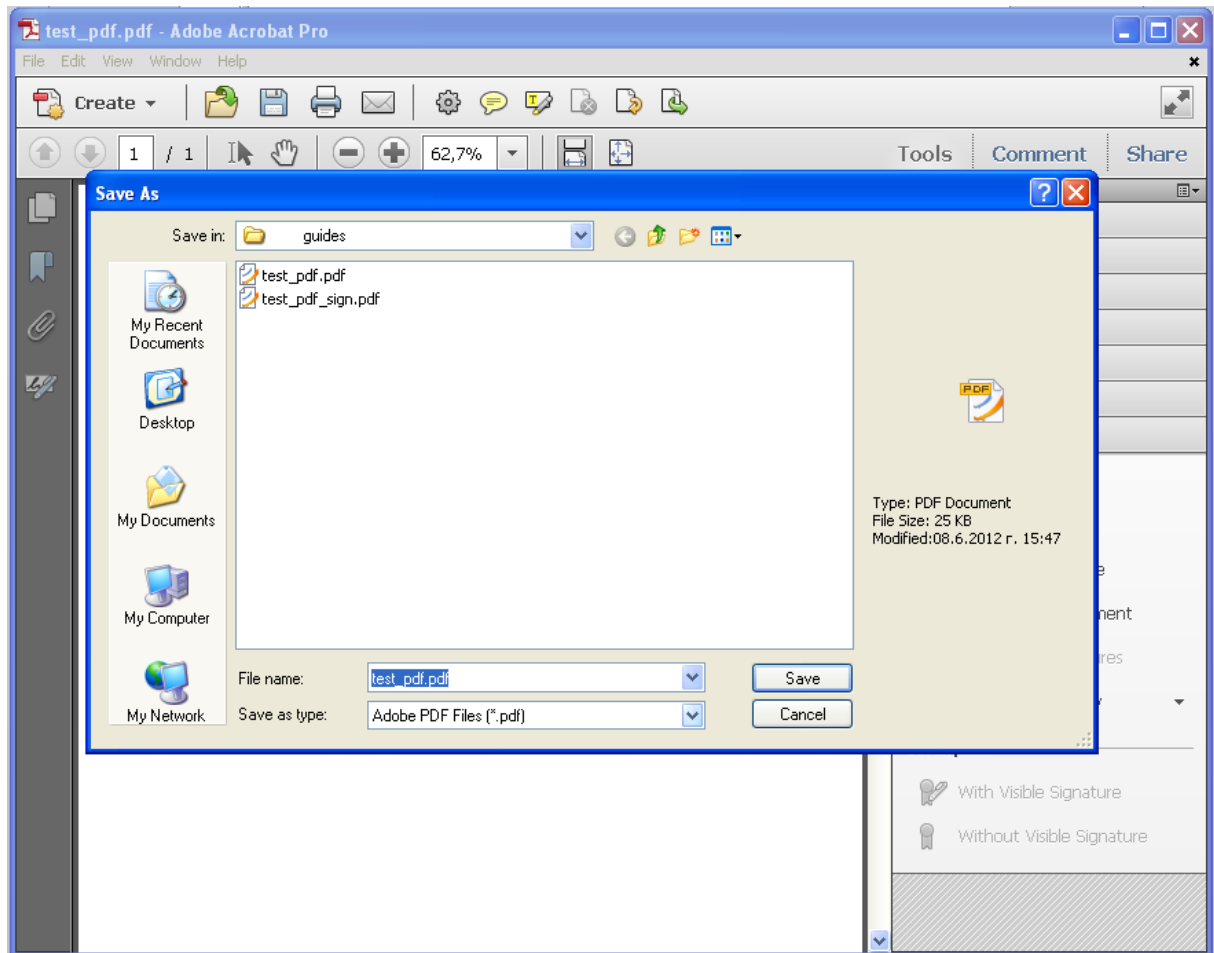 test_pdf.pdf - Adobe Acrobat Pro
File Edit View Window Help
Create
1 / 1 62,7% Tools Comment Share
Save As
Save in: guides
test_pdf.pdf
test_pdf_sign.pdf
My Recent
Documents
Desktop
My Documents
My Computer
My Network
PDF
Type: PDF Document
File Size: 25 KB
Modified:08.6.2012 г. 15:47
File name: test_pdf.pdf Save
Save as type: Adobe PDF Files (*.pdf) Cancel
With Visible Signature
Without Visible Signature